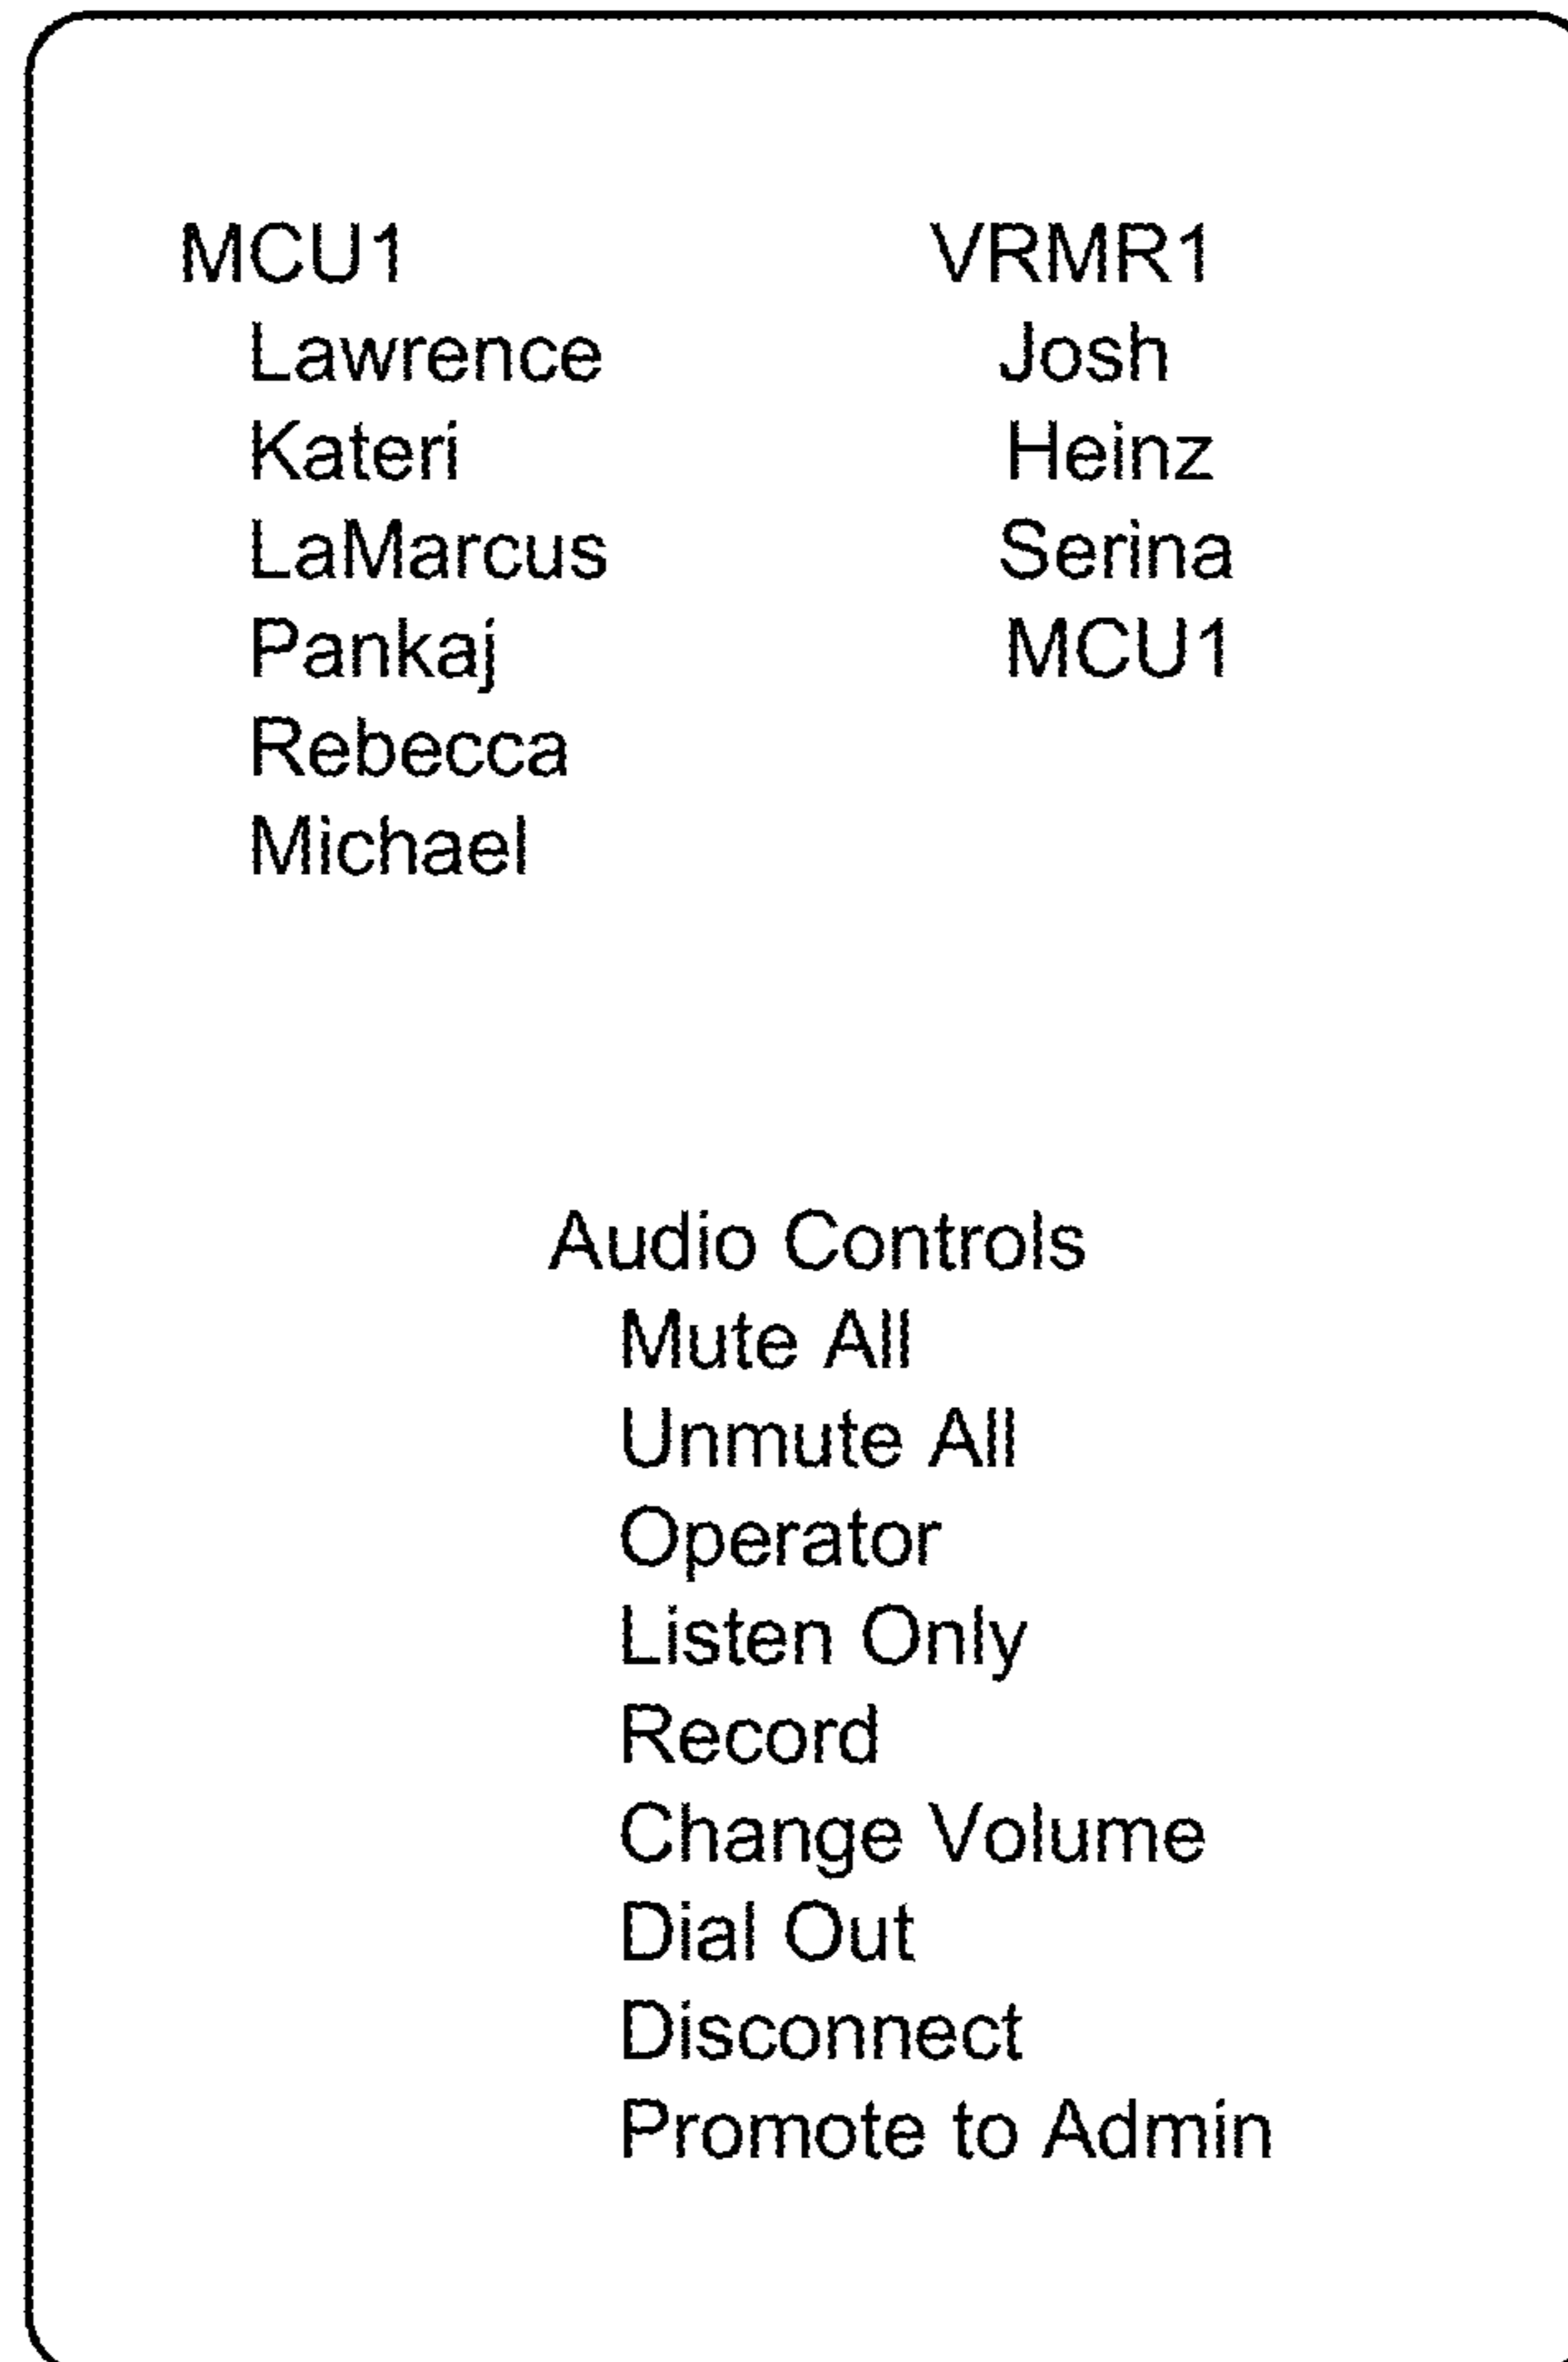 MCU1
Lawrence
Kateri
LaMarcus
Pankaj
Rebecca
Michael
VRMR1
Josh
Heinz
Serina
MCU1
Audio Controls
Mute All
Unmute All
Operator
Listen Only
Record
Change Volume
Dial Out
Disconnect
Promote to Admin